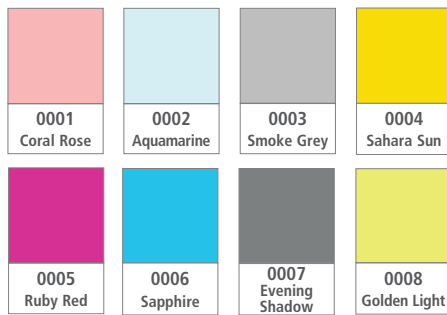 0001
Coral Rose
0002
Aquamarine
0003
Smoke Grey
0004
Sahara Sun
0005
Ruby Red
0006
Sapphire
0007
Evening
Shadow
0008
Golden Light